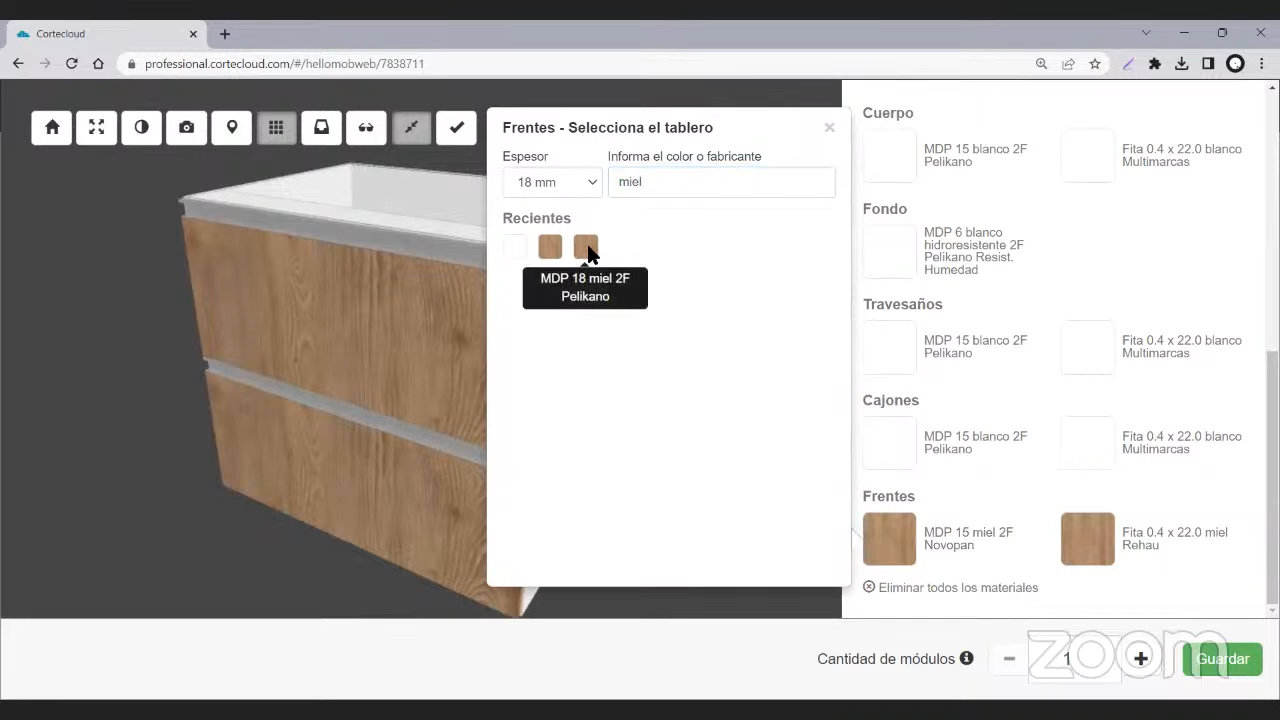 Cortecloud
professional.cortecloud.com/#/hellomobweb/7838711
Frentes - Selecciona el tablero
Espesor
Informa el color o fabricante
18 mm
miel
Recientes
MDP 18 miel 2F
Pelikano
Cuerpo
MDP 15 blanco 2F
Pelikano
Fita 0.4 x 22.0 blanco
Multimarcas
Fondo
MDP 6 blanco
hidroresistente 2F
Pelikano Resist.
Humedad
Travesaños
MDP 15 blanco 2F
Pelikano
Fita 0.4 x 22.0 blanco
Multimarcas
Cajones
MDP 15 blanco 2F
Pelikano
Fita 0.4 x 22.0 blanco
Multimarcas
Frentes
MDP 15 miel 2F
Novopan
Fita 0.4 x 22.0 miel
Rehau
Eliminar todos los materiales
Cantidad de módulos
1
Guardar
zoom